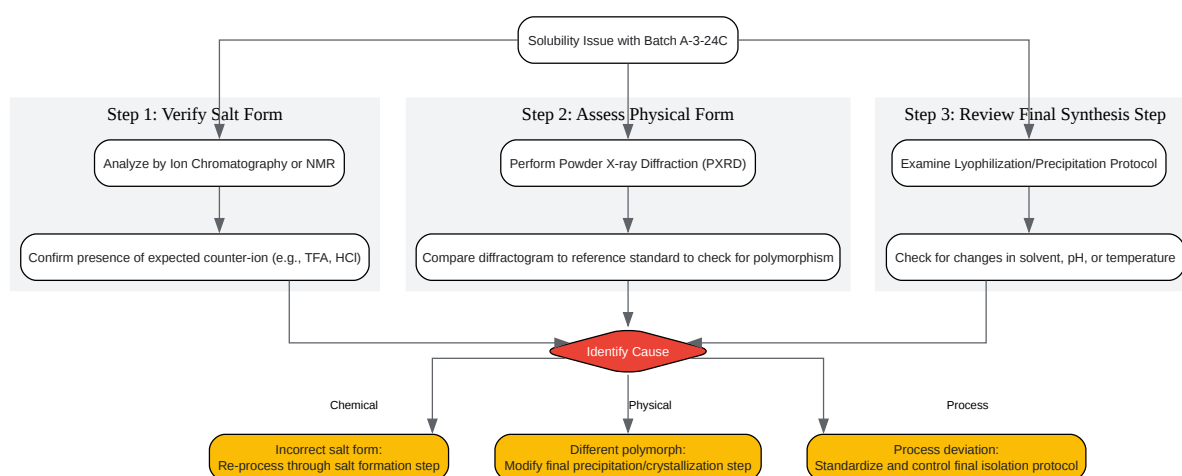 Solubility Issue with Batch A-3-24C
Step 1: Verify Salt Form
Step 2: Assess Physical Form
Step 3: Review Final Synthesis Step
Analyze by Ion Chromatography or NMR
Perform Powder X-ray Diffraction (PXRD)
Examine Lyophilization/Precipitation Protocol
Confirm presence of expected counter-ion (e.g., TFA, HCl)
Compare diffractogram to reference standard to check for polymorphism
Check for changes in solvent, pH, or temperature
Identify Cause
Chemical
Physical
Process
Incorrect salt form:
Re-process through salt formation step
Different polymorph:
Modify final precipitation/crystallization step
Process deviation:
Standardize and control final isolation protocol